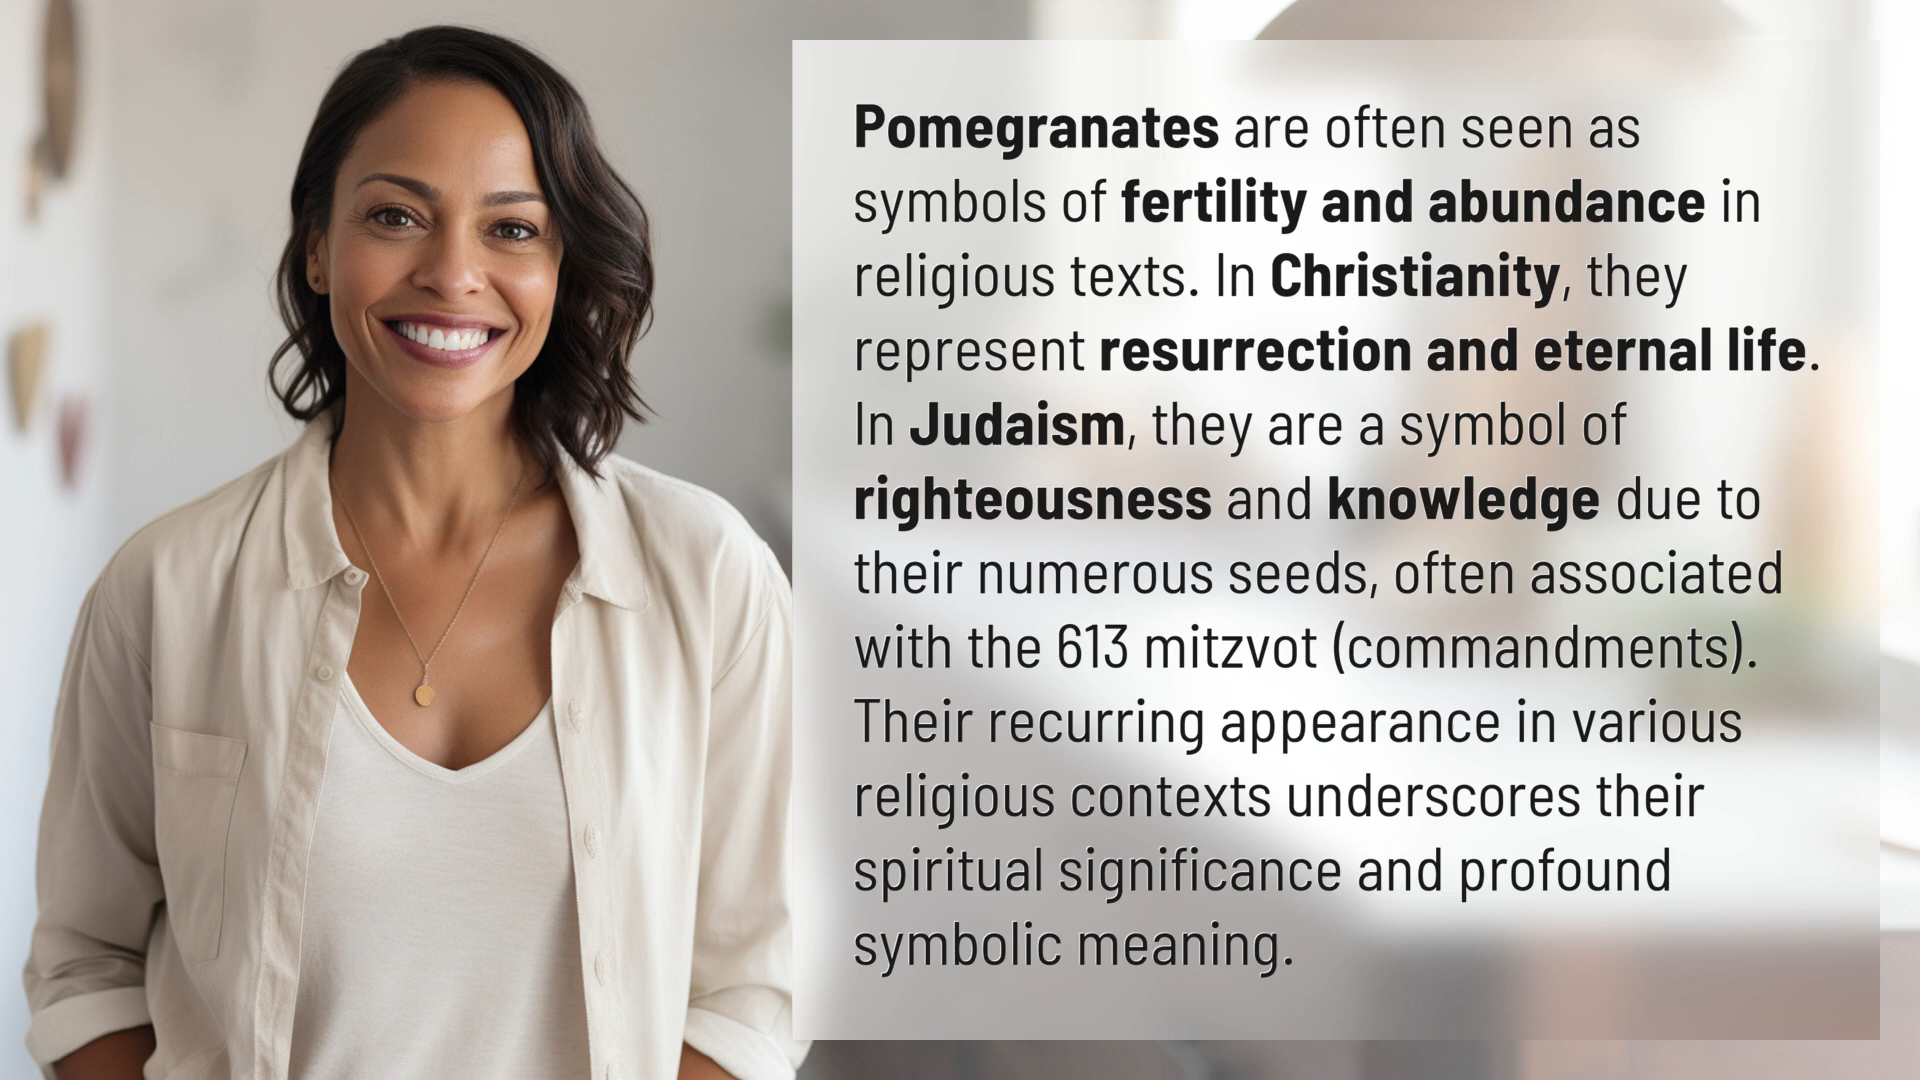 Pomegranates are often seen as
symbols of fertility and abundance in
religious texts. In Christianity, they
represent resurrection and eternal life.
In Judaism, they are a symbol of
righteousness and knowledge due to
their numerous seeds, often associated
with the 613 mitzvot (commandments).
Their recurring appearance in various
religious contexts underscores their
spiritual significance and profound
symbolic meaning.